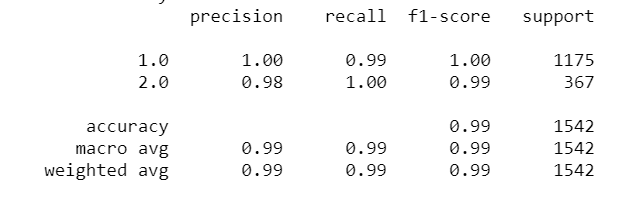 precision recall f1-score support
1.0 1.00 0.99 1.00 1175
2.0 0.98 1.00 0.99 367
accuracy 0.99 1542
macro avg 0.99 0.99 0.99 1542
weighted avg 0.99 0.99 0.99 1542